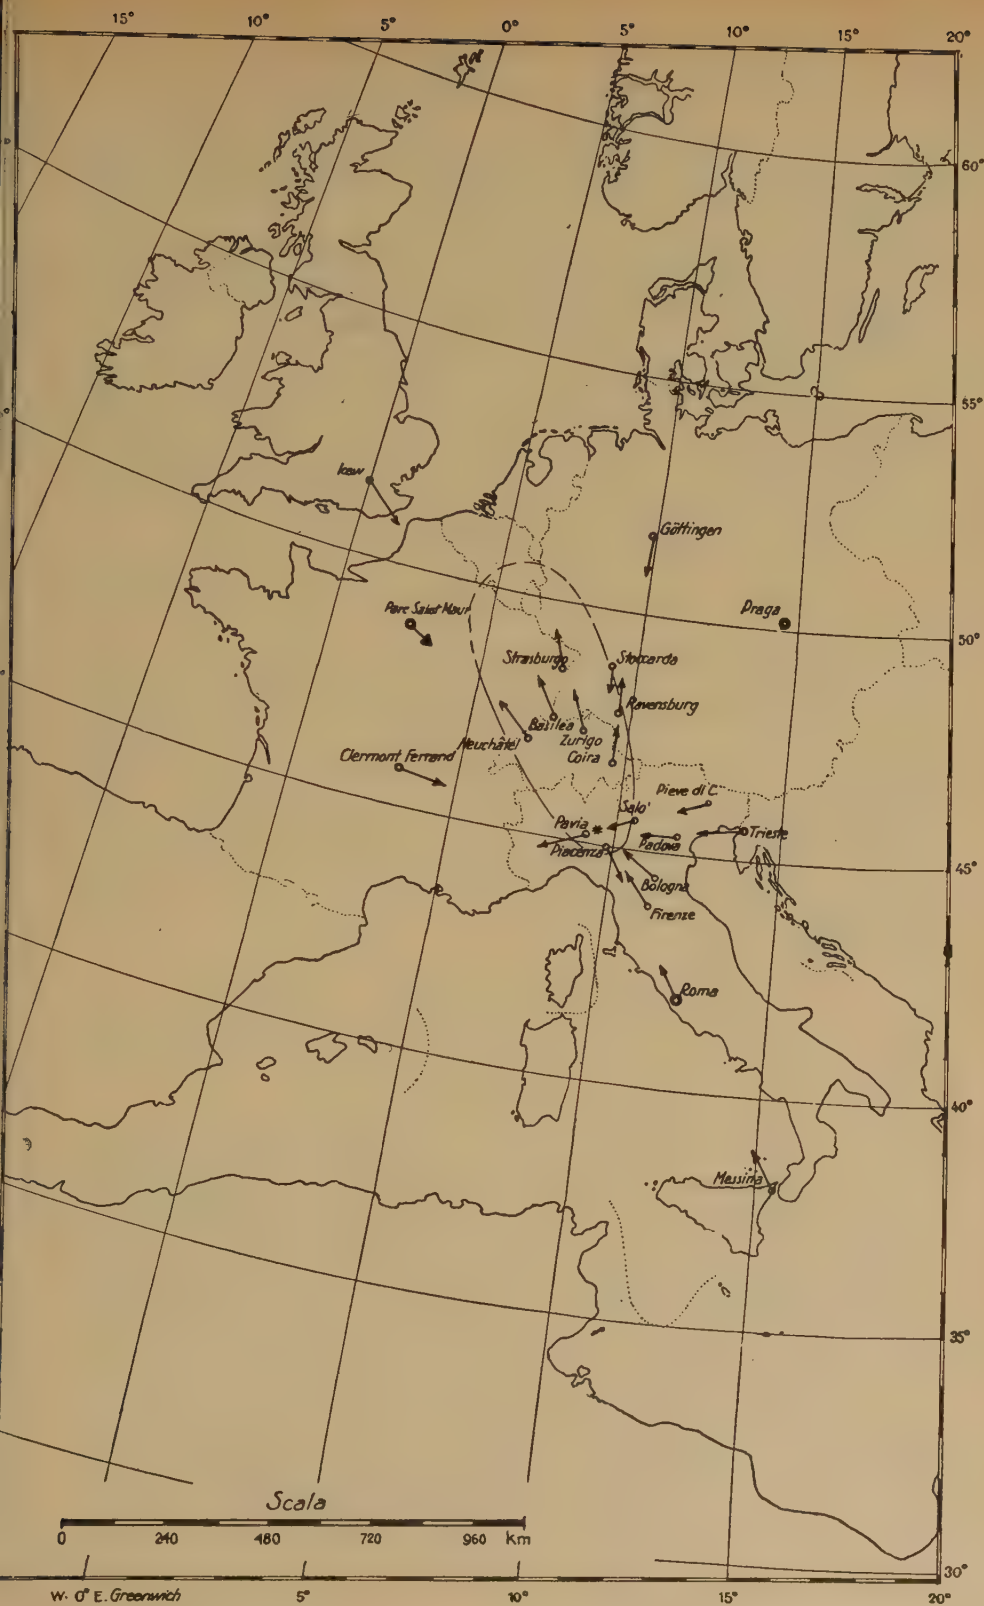 15° 10° 5° 0° 5° 10° 15° 20°
60°
55°
Kew
Göttingen
Parc Saint Maur
Praga
50°
Strasburgo
Stoccarda
Ravensburg
Basilea
Neuchâtel
Zurigo
Coira
Clermont Ferrand
Pieve di C.
Salo'
Pavia *
Piacenza
Padova
Trieste
45°
Bologna
Firenze
Roma
40°
Messina
35°
Scala
0 240 480 720 960 Km
30°
W. 0° E. Greenwich 5° 10° 15° 20°